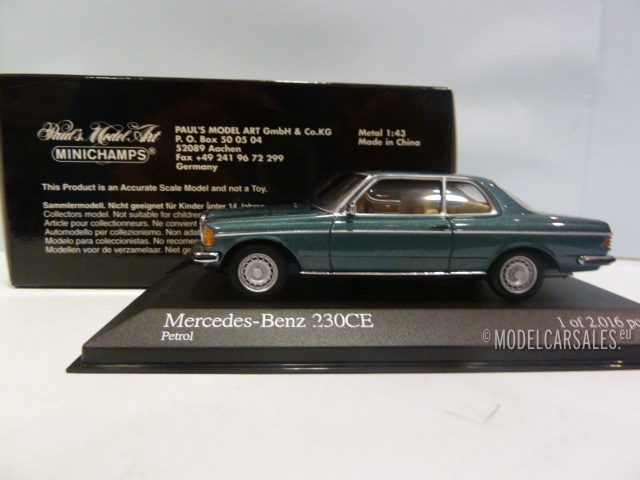 Paul's Model Art
MINICHAMPS®
PAUL'S MODEL ART GmbH & Co.KG
P. O. Box 50 05 04
52089 Aachen
Fax +49 241 96 72 299
Germany
Metal 1:43
Made in China
This Product is an Accurate Scale Model and not a Toy.
Sammlermodell. Nicht geeignet für Kinder unter 14 Jahren
Collectors model. Not suitable for children
Article pour collectionneurs. Ne convient
Automodello per collezionismo. Non adatto
Modelo para coleccionistas. No recomen
Modellen voor de verzamelaar. Niet ge
Mercedes-Benz 230CE
Petrol
1 of 2.016 pc
© MODELCARSALES.eu